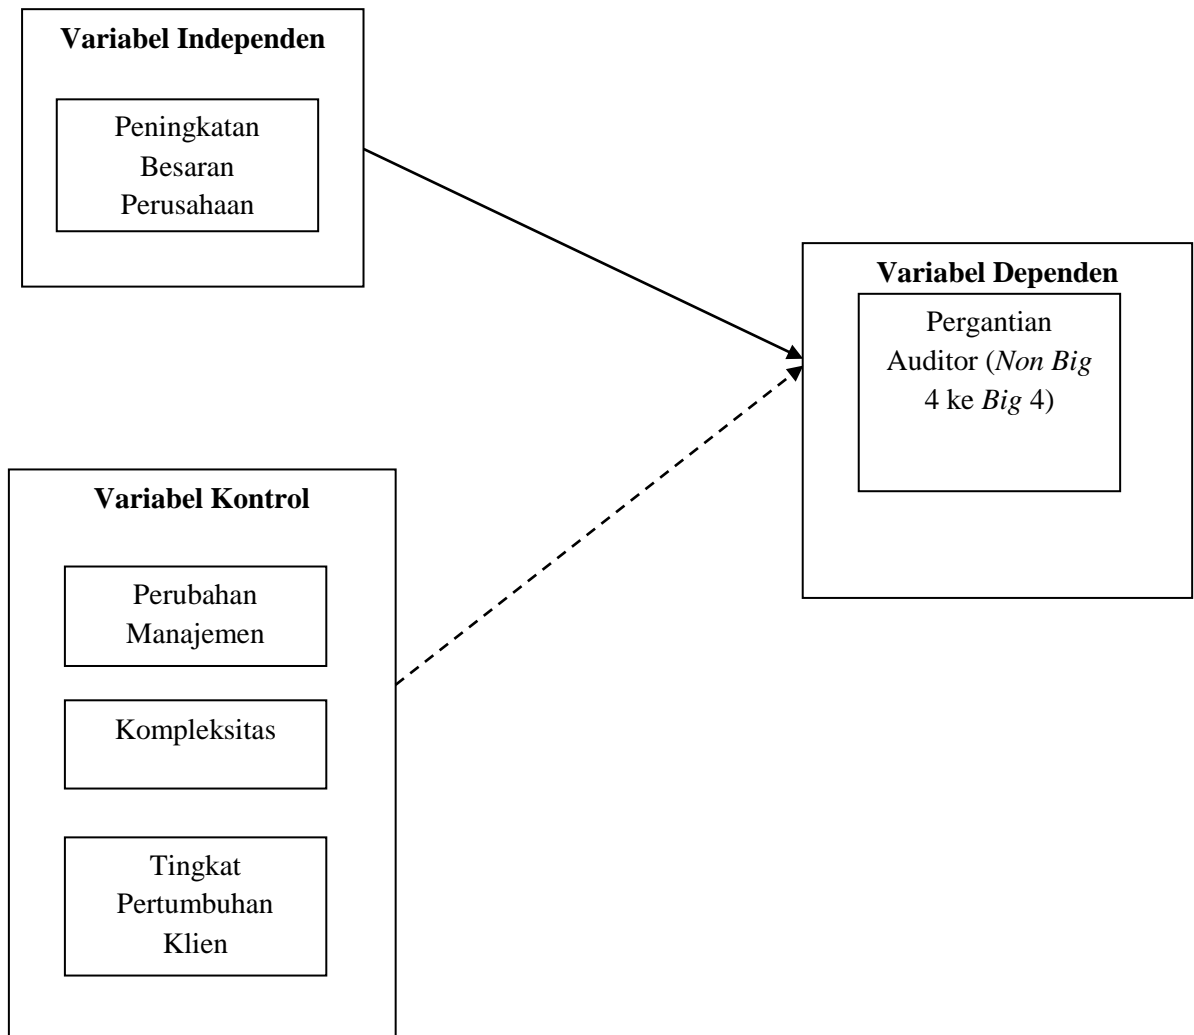 Variabel Independen
Peningkatan
Besaran
Perusahaan
Variabel Dependen
Pergantian
Auditor (Non Big
4 ke Big 4)
Variabel Kontrol
Perubahan
Manajemen
Kompleksitas
Tingkat
Pertumbuhan
Klien